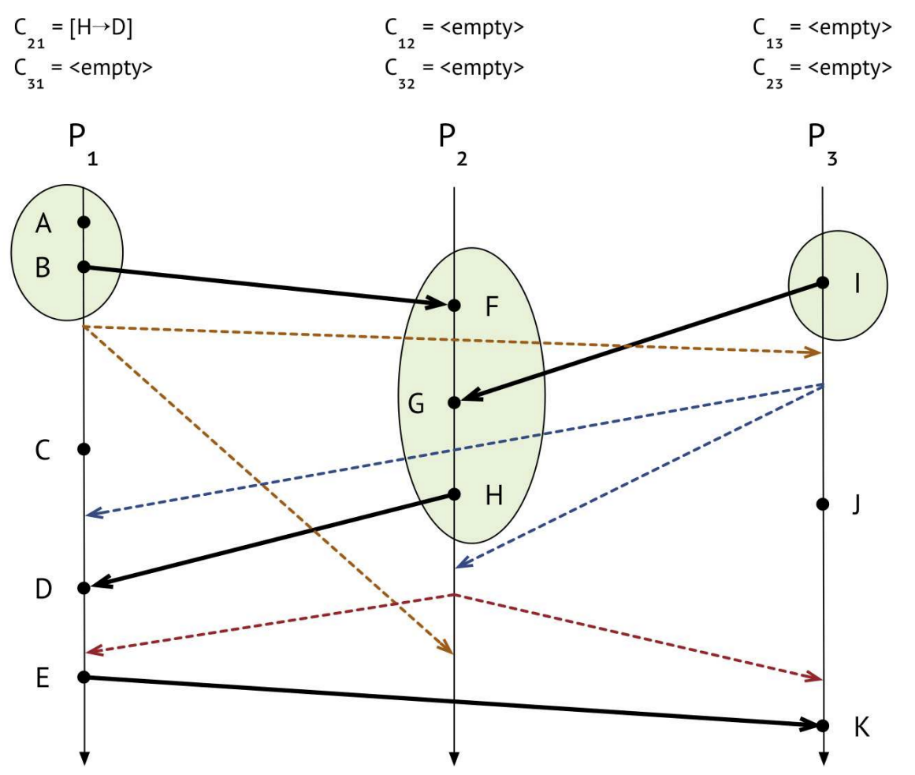 C₂₁ = [H→D]
C₃₁ = <empty>
C₁₂ = <empty>
C₃₂ = <empty>
C₁₃ = <empty>
C₂₃ = <empty>
P₁
P₂
P₃
A
B
C
D
E
F
G
H
I
J
K